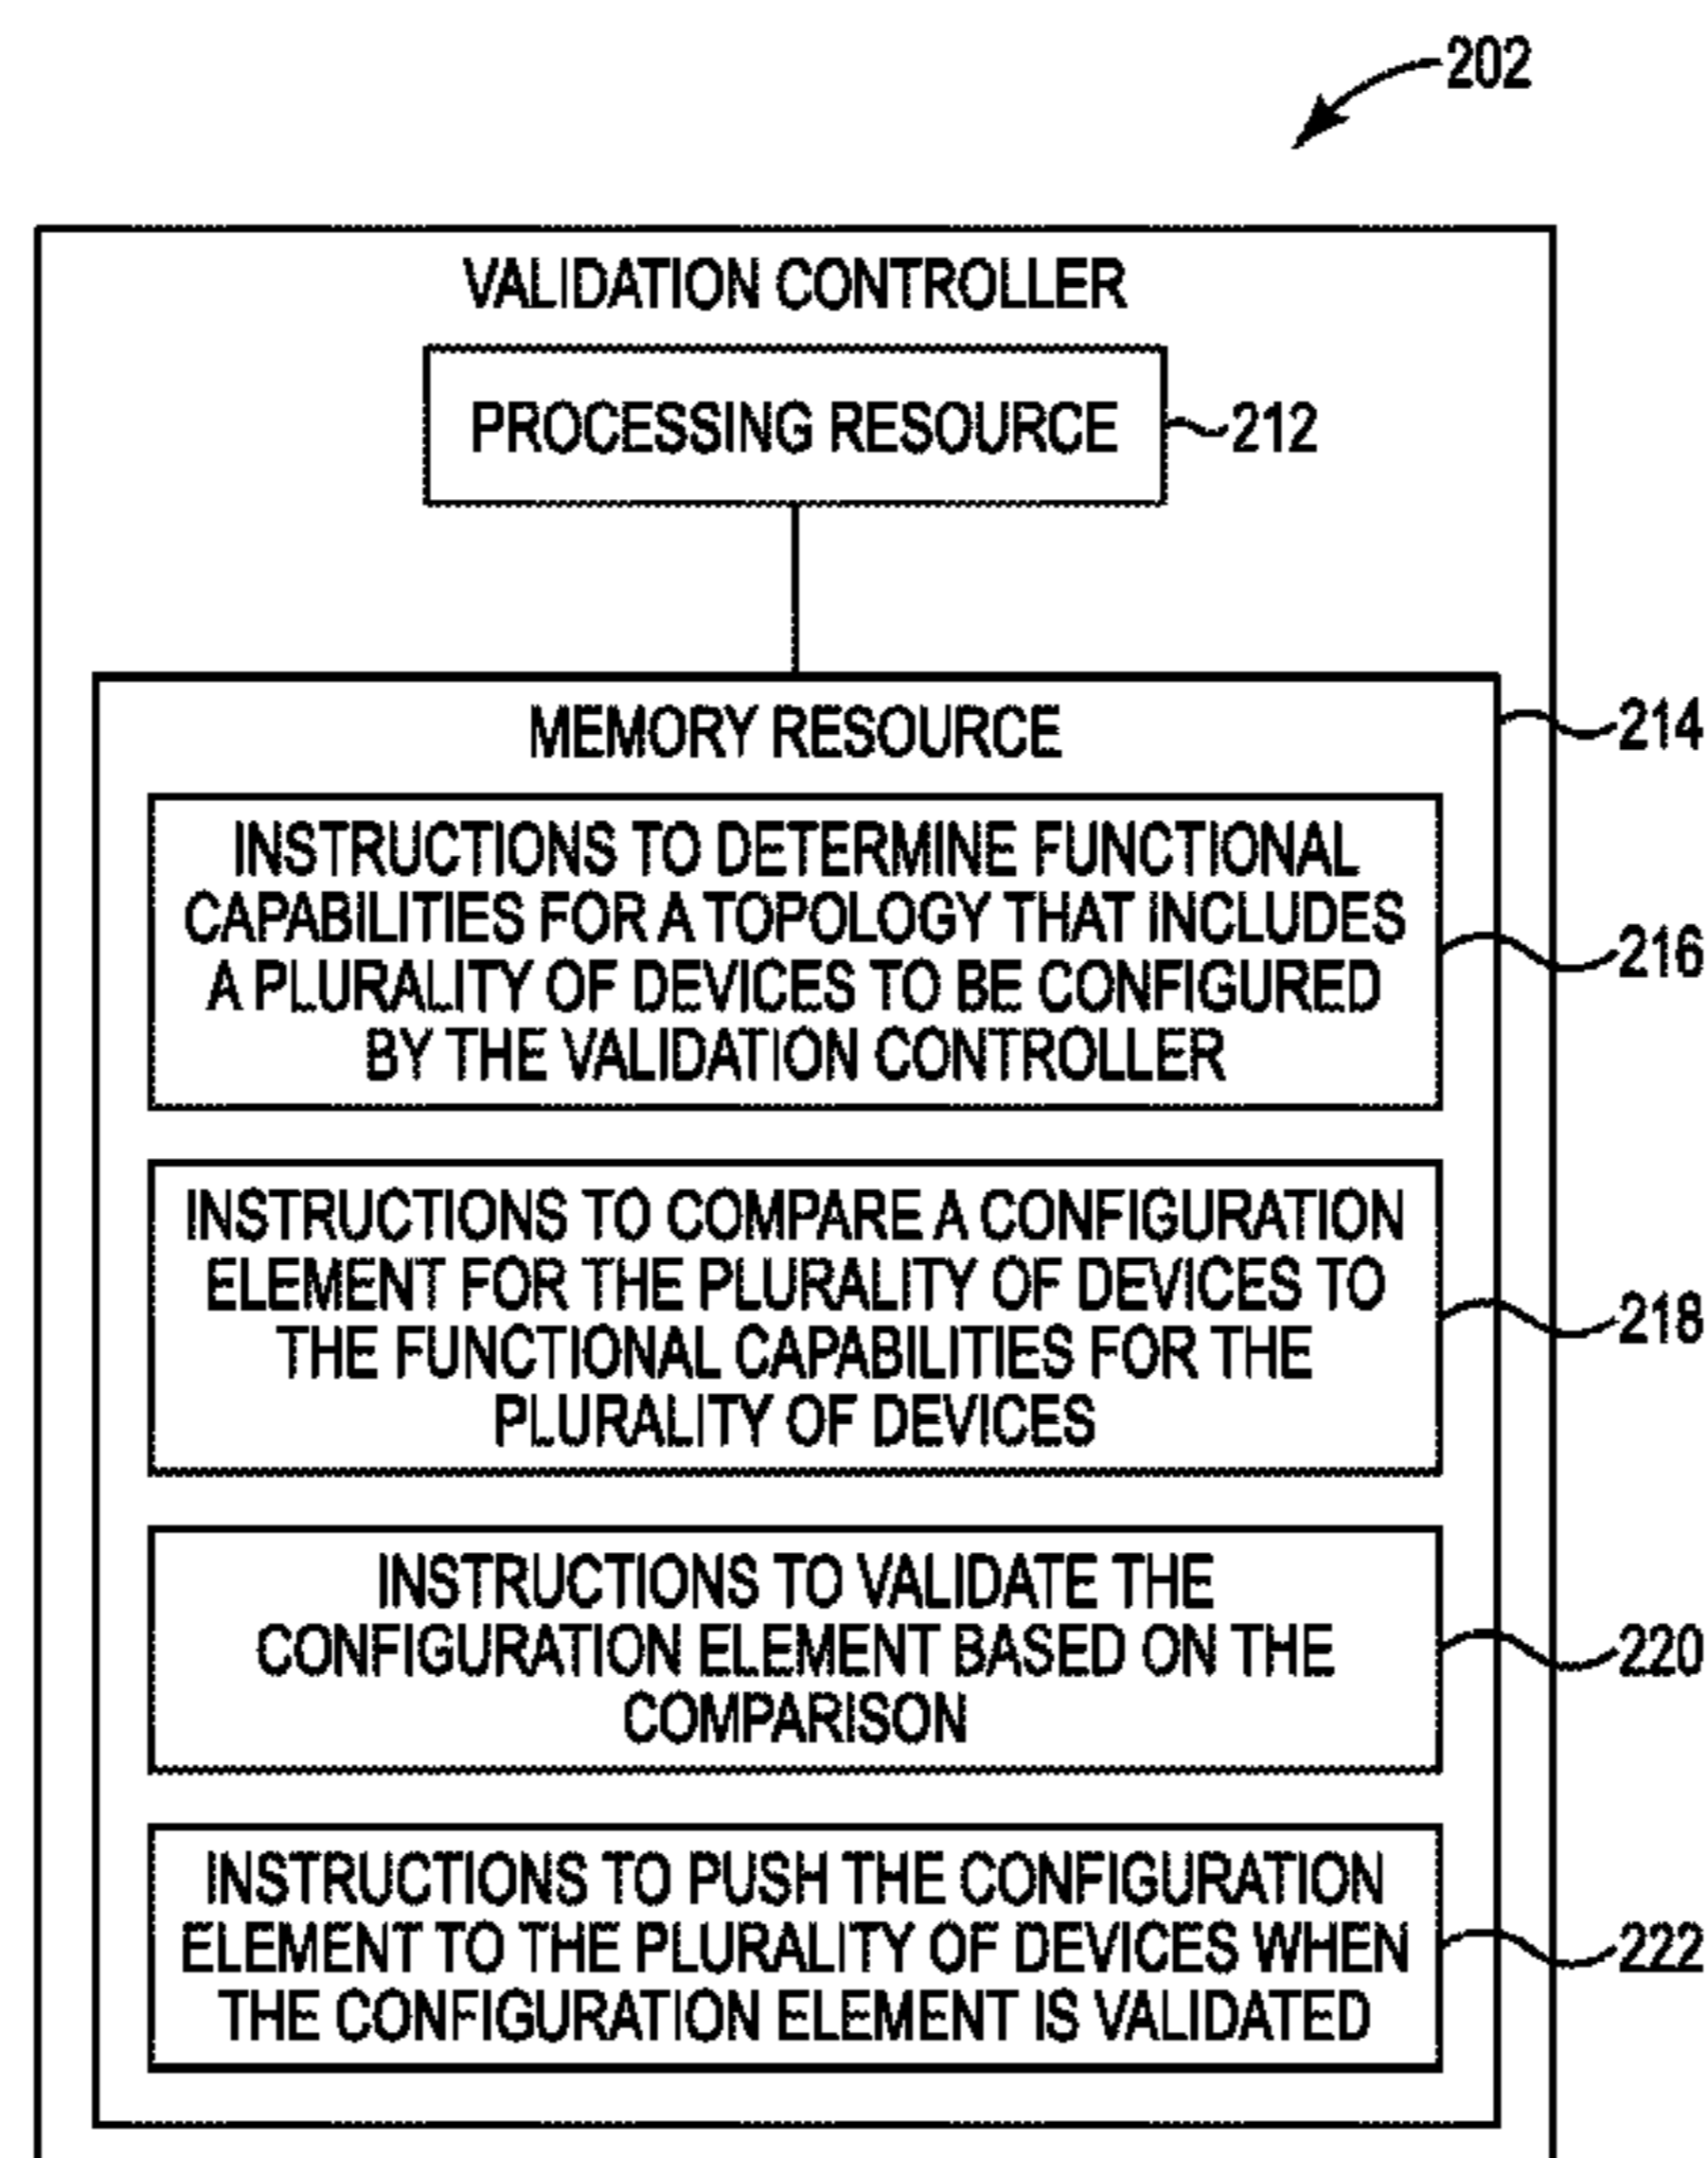 202
VALIDATION CONTROLLER
PROCESSING RESOURCE
212
MEMORY RESOURCE
214
INSTRUCTIONS TO DETERMINE FUNCTIONAL
CAPABILITIES FOR A TOPOLOGY THAT INCLUDES
A PLURALITY OF DEVICES TO BE CONFIGURED
BY THE VALIDATION CONTROLLER
216
INSTRUCTIONS TO COMPARE A CONFIGURATION
ELEMENT FOR THE PLURALITY OF DEVICES TO
THE FUNCTIONAL CAPABILITIES FOR THE
PLURALITY OF DEVICES
218
INSTRUCTIONS TO VALIDATE THE
CONFIGURATION ELEMENT BASED ON THE
COMPARISON
220
INSTRUCTIONS TO PUSH THE CONFIGURATION
ELEMENT TO THE PLURALITY OF DEVICES WHEN
THE CONFIGURATION ELEMENT IS VALIDATED
222